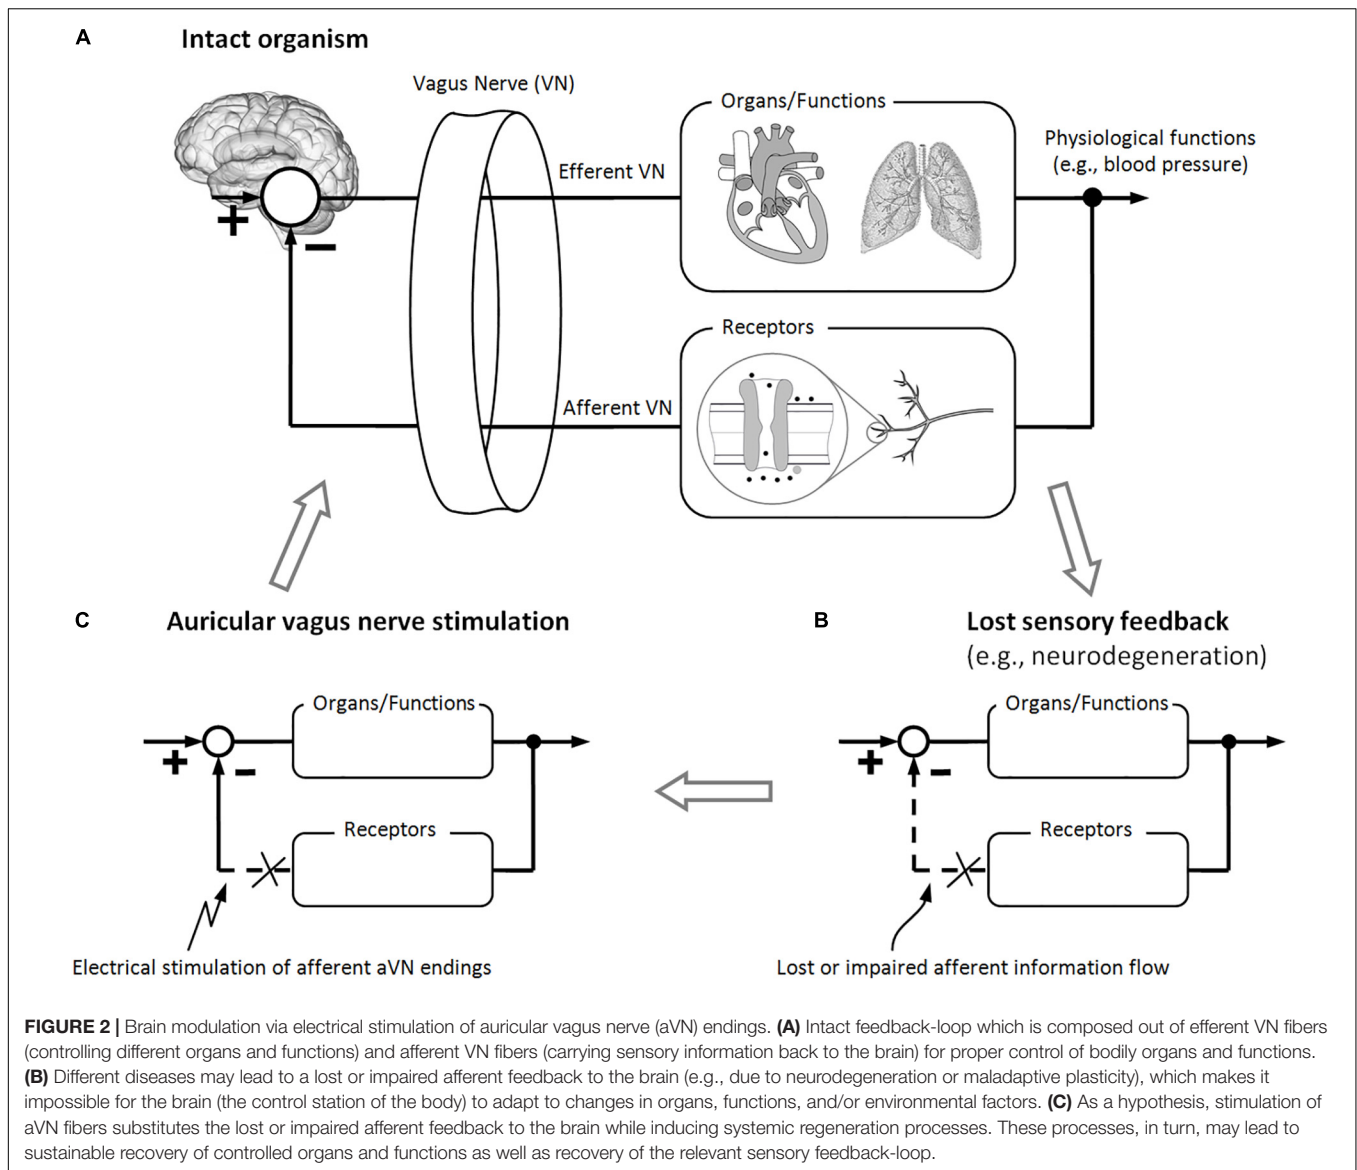 A
Intact organism
Vagus Nerve (VN)
Organs/Functions
Physiological functions
(e.g., blood pressure)
Efferent VN
+
−
Receptors
Afferent VN
C
Auricular vagus nerve stimulation
B
Lost sensory feedback
(e.g., neurodegeneration)
Organs/Functions
+
−
Receptors
Electrical stimulation of afferent aVN endings
Organs/Functions
+
−
Receptors
Lost or impaired afferent information flow
FIGURE 2 | Brain modulation via electrical stimulation of auricular vagus nerve (aVN) endings. (A) Intact feedback-loop which is composed out of efferent VN fibers
(controlling different organs and functions) and afferent VN fibers (carrying sensory information back to the brain) for proper control of bodily organs and functions.
(B) Different diseases may lead to a lost or impaired afferent feedback to the brain (e.g., due to neurodegeneration or maladaptive plasticity), which makes it
impossible for the brain (the control station of the body) to adapt to changes in organs, functions, and/or environmental factors. (C) As a hypothesis, stimulation of
aVN fibers substitutes the lost or impaired afferent feedback to the brain while inducing systemic regeneration processes. These processes, in turn, may lead to
sustainable recovery of controlled organs and functions as well as recovery of the relevant sensory feedback-loop.